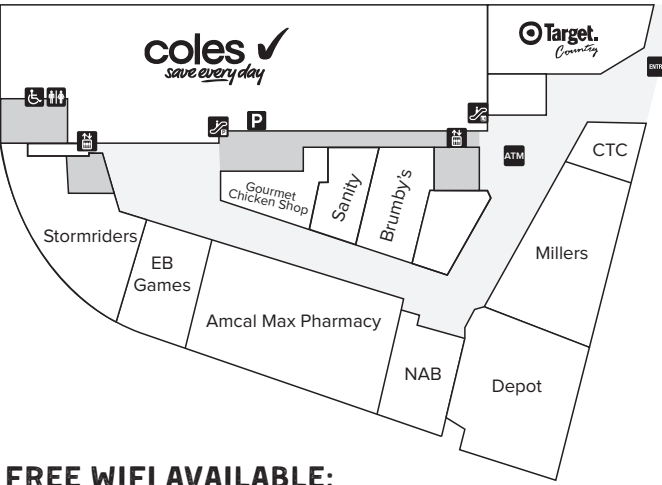 coles
save every day
Target.
Country
P
ATM
CTC
Gourmet
Chicken Shop
Sanity
Brumby's
Stormriders
EB
Games
Millers
Amcal Max Pharmacy
NAB
Depot
FREE WIFI AVAILABLE: